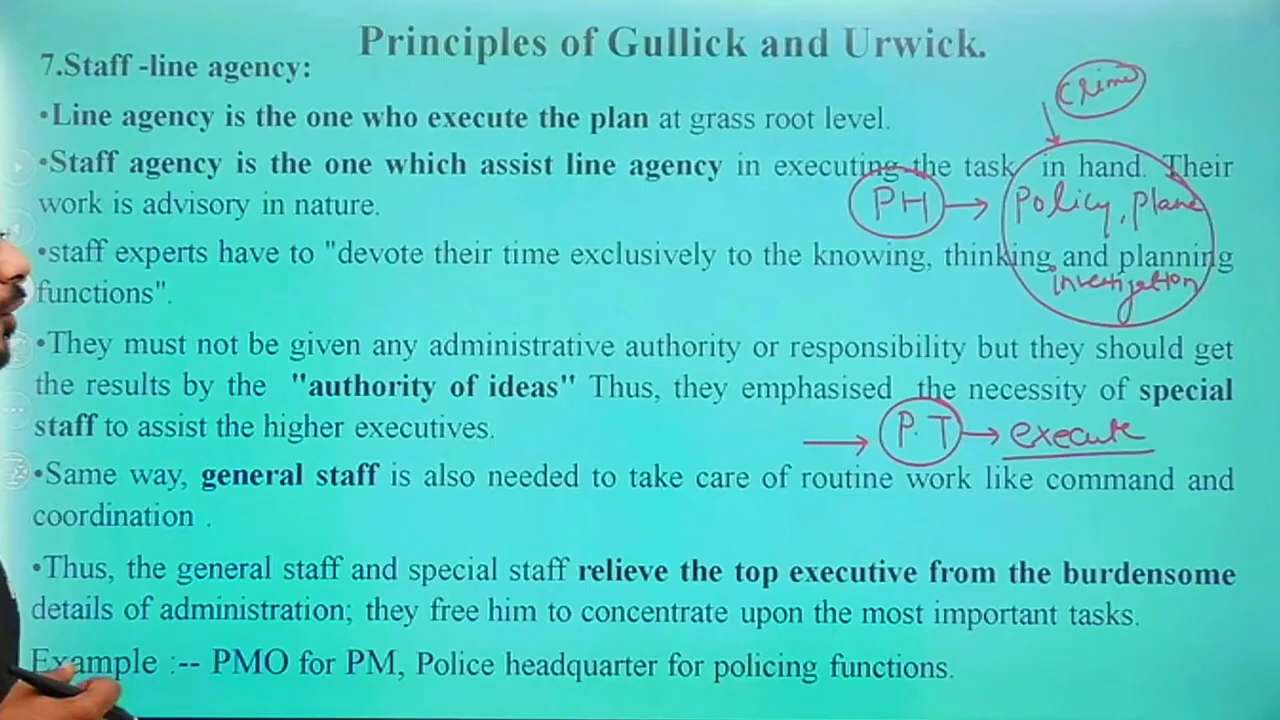 Principles of Gullick and Urwick.
7.Staff -line agency:
Crime
•Line agency is the one who execute the plan at grass root level.
•Staff agency is the one which assist line agency in executing the task in hand. Their
work is advisory in nature.
PH → policy, plans
•staff experts have to "devote their time exclusively to the knowing, thinking and planning
investigation
functions".
•They must not be given any administrative authority or responsibility but they should get
the results by the "authority of ideas" Thus, they emphasised the necessity of special
staff to assist the higher executives.
→ P.T → execute
•Same way, general staff is also needed to take care of routine work like command and
coordination .
•Thus, the general staff and special staff relieve the top executive from the burdensome
details of administration; they free him to concentrate upon the most important tasks.
Example :-- PMO for PM, Police headquarter for policing functions.